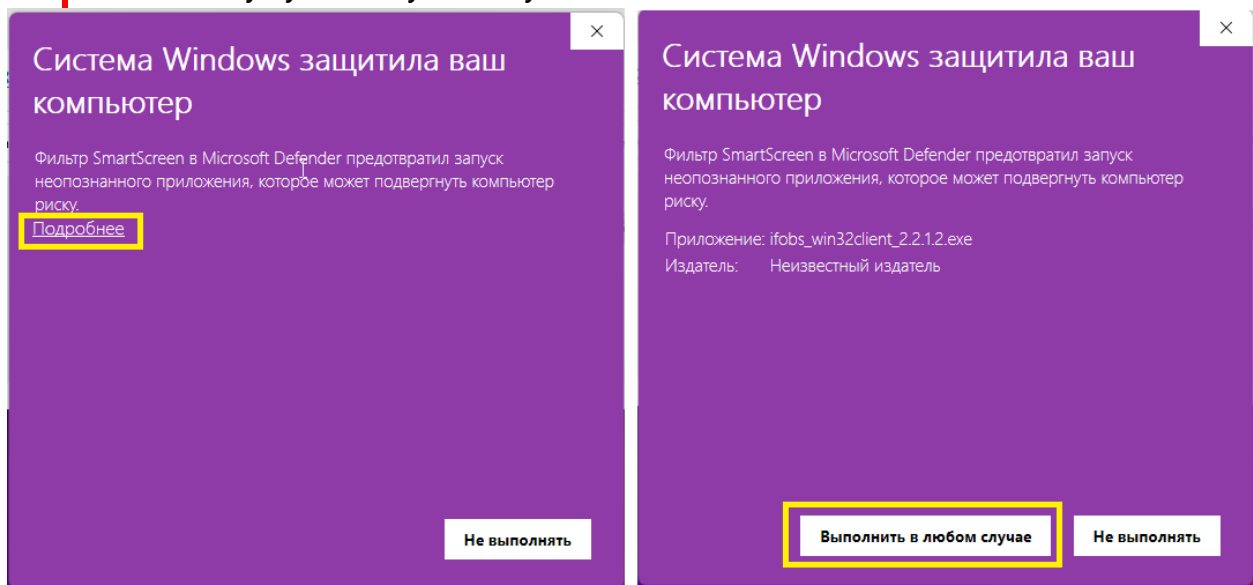 Система Windows защитила ваш
компьютер
Фильтр SmartScreen в Microsoft Defender предотвратил запуск
неопознанного приложения, которое может подвергнуть компьютер
риску.
Подробнее
Не выполнять
Система Windows защитила ваш
компьютер
Фильтр SmartScreen в Microsoft Defender предотвратил запуск
неопознанного приложения, которое может подвергнуть компьютер
риску.
Приложение: ifobs_win32client_2.2.1.2.exe
Издатель: Неизвестный издатель
Выполнить в любом случае
Не выполнять